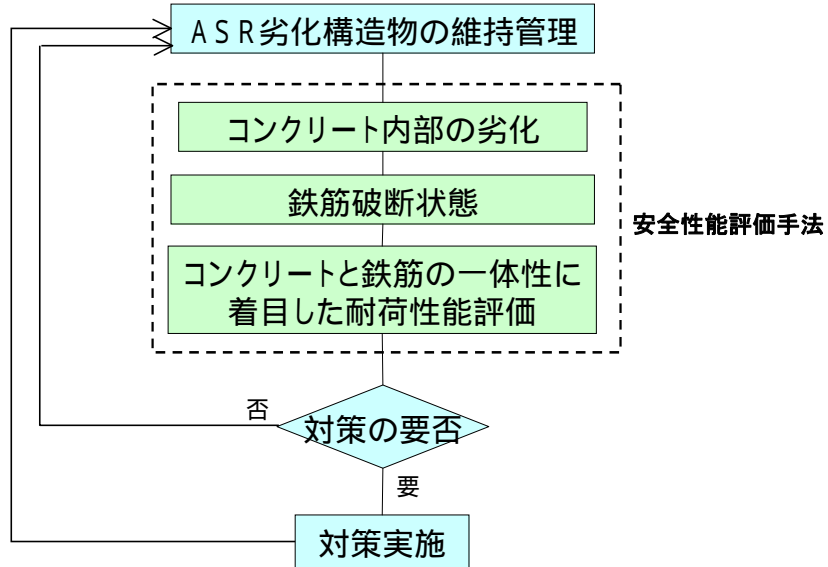 ASR劣化構造物の維持管理
コンクリート内部の劣化
鉄筋破断状態
安全性能評価手法
コンクリートと鉄筋の一体性に
着目した耐荷性能評価
否
対策の要否
要
対策実施